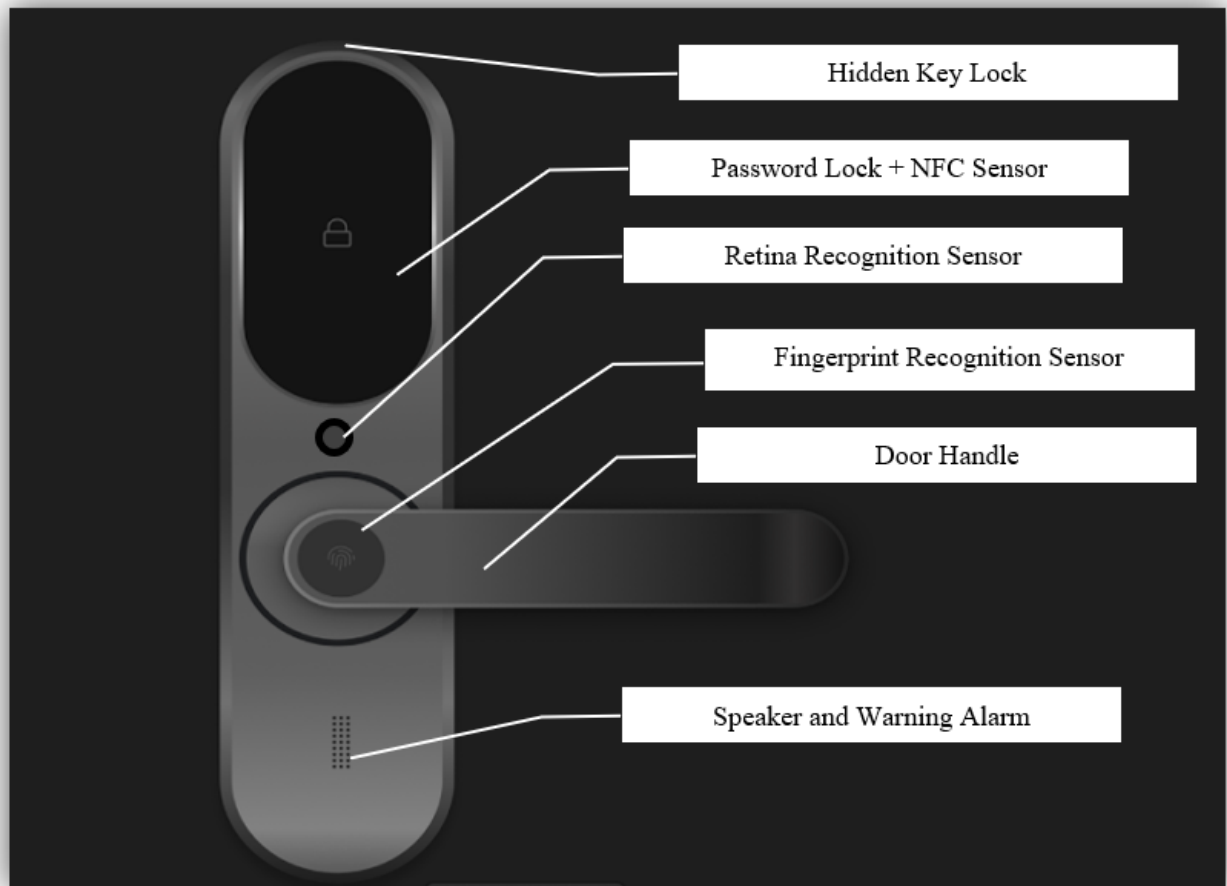 Hidden Key Lock
Password Lock + NFC Sensor
Retina Recognition Sensor
Fingerprint Recognition Sensor
Door Handle
Speaker and Warning Alarm